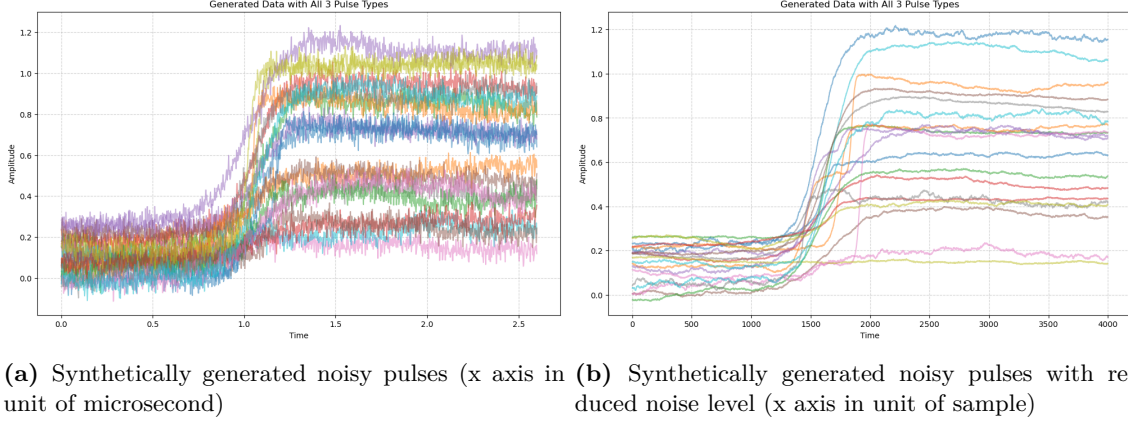 Generated Data with All 3 Pulse Types
1.2
1.0
0.8
0.6
0.4
0.2
0.0
Amplitude
0.0
0.5
1.0
1.5
2.0
2.5
Time
Generated Data with All 3 Pulse Types
1.2
1.0
0.8
0.6
0.4
0.2
0.0
Amplitude
0
500
1000
1500
2000
2500
3000
3500
4000
Time
(a) Synthetically generated noisy pulses (x axis in
unit of microsecond)
(b) Synthetically generated noisy pulses with re
duced noise level (x axis in unit of sample)